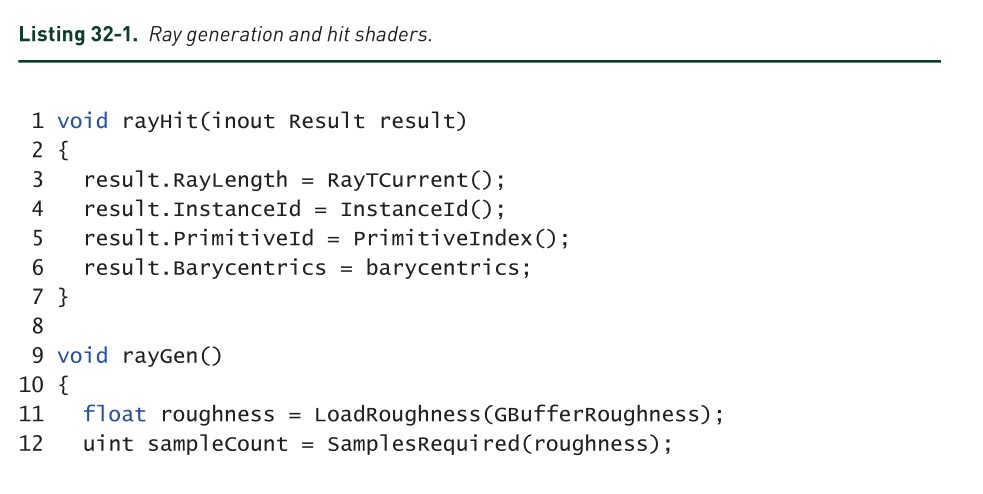 Listing 32-1. Ray generation and hit shaders.
1 void rayHit(inout Result result)
2 {
3   result.RayLength = RayTCurrent();
4   result.InstanceId = InstanceId();
5   result.PrimitiveId = PrimitiveIndex();
6   result.Barycentrics = barycentrics;
7 }
8
9 void rayGen()
10 {
11   float roughness = LoadRoughness(GBufferRoughness);
12   uint sampleCount = SamplesRequired(roughness);